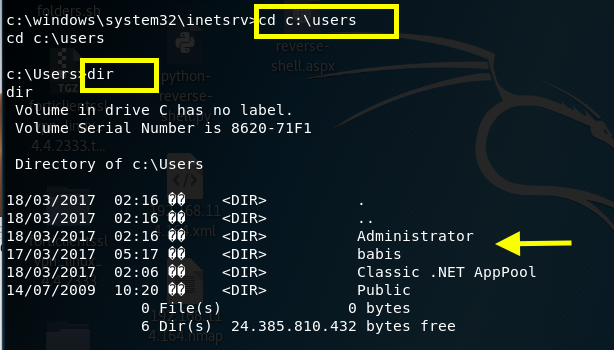 c:\windows\system32\inetsrv>cd c:\users
cd c:\users
c:\Users>dir
dir
Volume in drive C has no label.
Volume Serial Number is 8620-71F1
Directory of c:\Users
18/03/2017 02:16 �� <DIR> .
18/03/2017 02:16 �� <DIR> ..
18/03/2017 02:16 �� <DIR> Administrator
17/03/2017 05:17 �� <DIR> babis
18/03/2017 02:06 �� <DIR> Classic .NET AppPool
14/07/2009 10:20 �� <DIR> Public
0 File(s) 0 bytes
6 Dir(s) 24.385.810.432 bytes free
folders.sh
reverse-
shell.aspx
TGZ
python-
reverse-
4.4.2333.t...